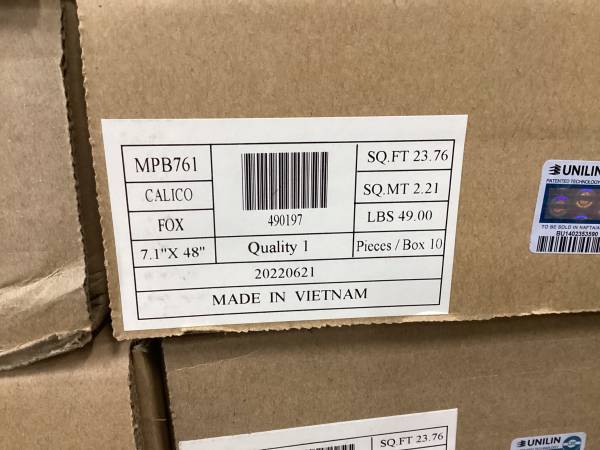 MPB761
CALICO
FOX
7.1"X 48"
490197
Quality 1
SQ.FT 23.76
SQ.MT 2.21
LBS 49.00
Pieces / Box 10
20220621
MADE IN VIETNAM
UNILIN
PATENTED TECHNOLOGY
TO BE SOLD IN NAFTA
BU1402353590
SQ.FT 23.76
UNILIN